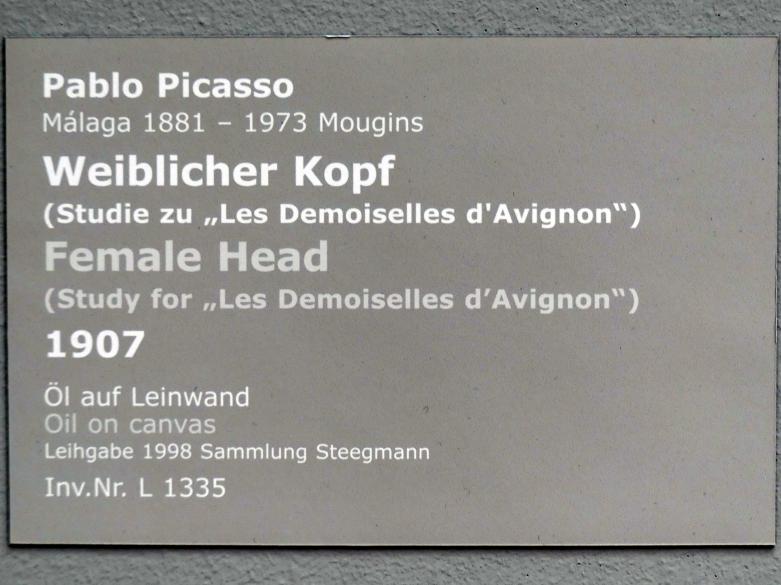 Pablo Picasso
Málaga 1881 – 1973 Mougins
Weiblicher Kopf
(Studie zu „Les Demoiselles d'Avignon“)
Female Head
(Study for „Les Demoiselles d’Avignon“)
1907
Öl auf Leinwand
Oil on canvas
Leihgabe 1998 Sammlung Steegmann
Inv.Nr. L 1335